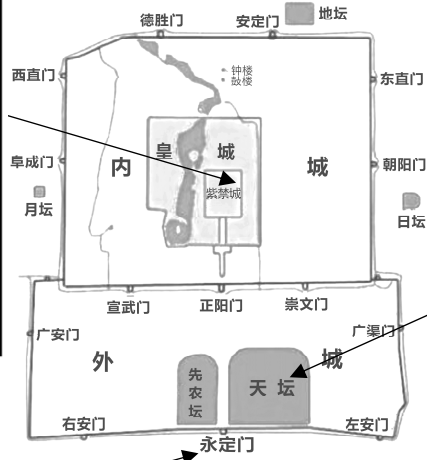 德胜门
安定门
地坛
西直门
钟楼
鼓楼
东直门
阜成门
内
皇
城
城
朝阳门
紫禁城
月坛
日坛
宣武门
正阳门
崇文门
广安门
广渠门
外
城
先农坛
天坛
右安门
永定门
左安门